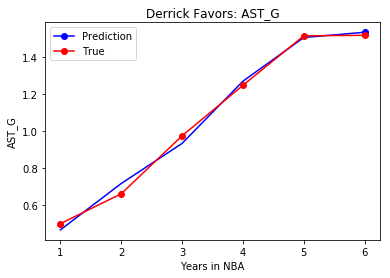 Derrick Favors: AST_G
Prediction
True
AST_G
1.4
1.2
1.0
0.8
0.6
1 2 3 4 5 6
Years in NBA